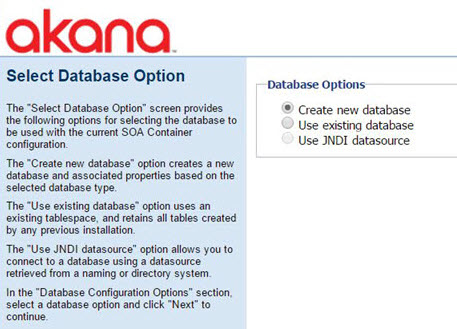 akana
Select Database Option
The "Select Database Option" screen provides
the following options for selecting the database to
be used with the current SOA Container
configuration.
The "Create new database" option creates a new
database and associated properties based on the
selected database type.
The "Use existing database" option uses an
existing tablespace, and retains all tables created
by any previous installation.
The "Use JNDI datasource" option allows you to
connect to a database using a datasource
retrieved from a naming or directory system.
In the "Database Configuration Options" section,
select a database option and click "Next" to
continue.
Database Options
Create new database
Use existing database
Use JNDI datasource